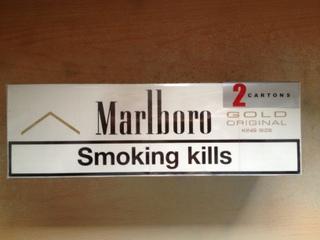 2 CARTONS
Marlboro
GOLD
ORIGINAL
KING SIZE
Smoking kills